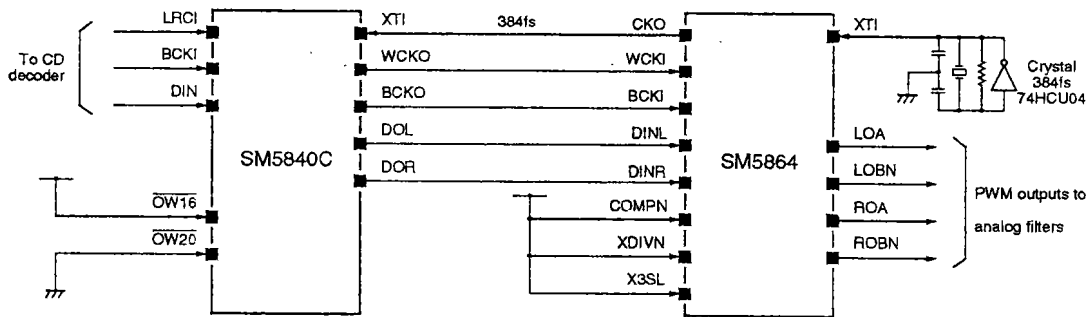 LRCI
XTI
384fs
CKO
XTI
To CD
decoder
BCKI
WCKO
WCKI
Crystal
384fs
74HCU04
DIN
BCKO
BCKI
DOL
DINL
LOA
SM5840C
SM5864
DOR
DINR
LOBN
PWM outputs to
analog filters
OW16
COMPN
ROA
OW20
XDIVN
ROBN
X3SL